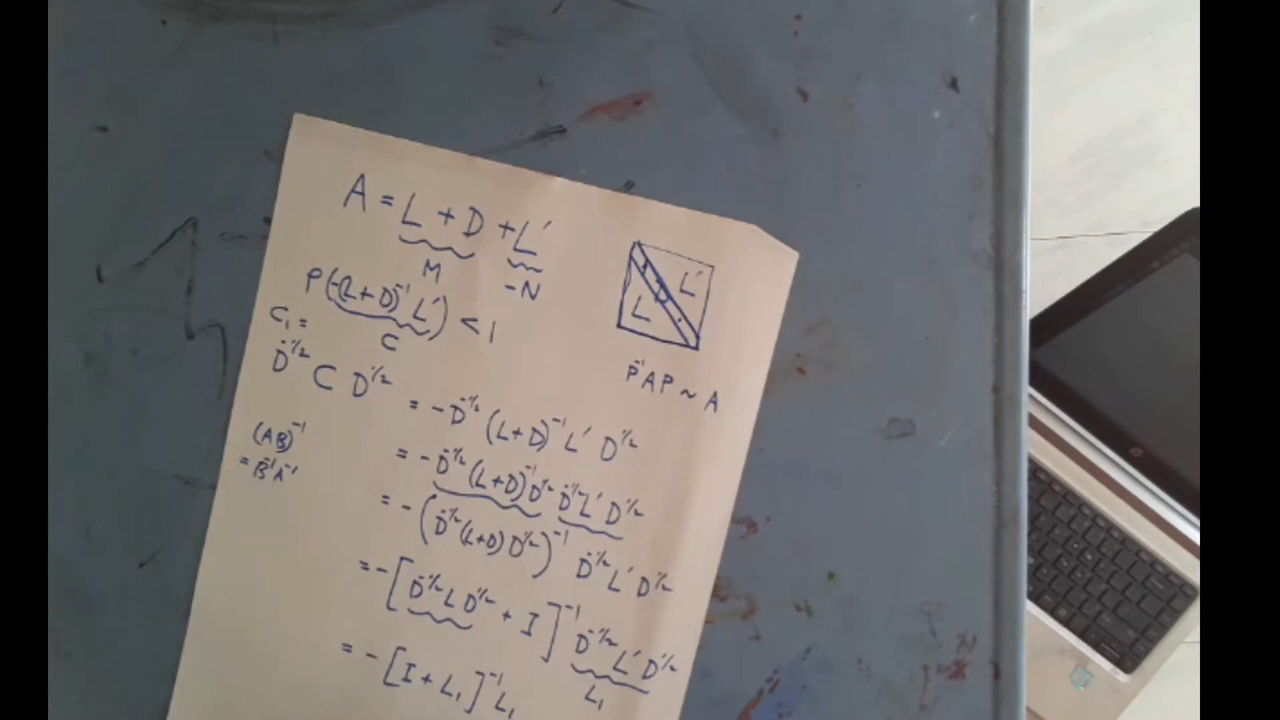 A = L + D + L′
M
-N
ρ(-(L+D)⁻¹ L′) < 1
C
C₁ =
D^-1/2 C D^1/2 = - D^-1/2 (L+D)⁻¹ L′ D^1/2
= - D^-1/2 (L+D)⁻¹ D^1/2 D^-1/2 L′ D^1/2
= - (D^-1/2 (L+D) D^1/2)⁻¹ D^-1/2 L′ D^1/2
= - [D^-1/2 L D^1/2 + I]⁻¹ D^-1/2 L′ D^1/2
L₁
= - [I + L₁]⁻¹ L₁
(AB)⁻¹
= B⁻¹A⁻¹
L′
D
L
P⁻¹AP ~ A